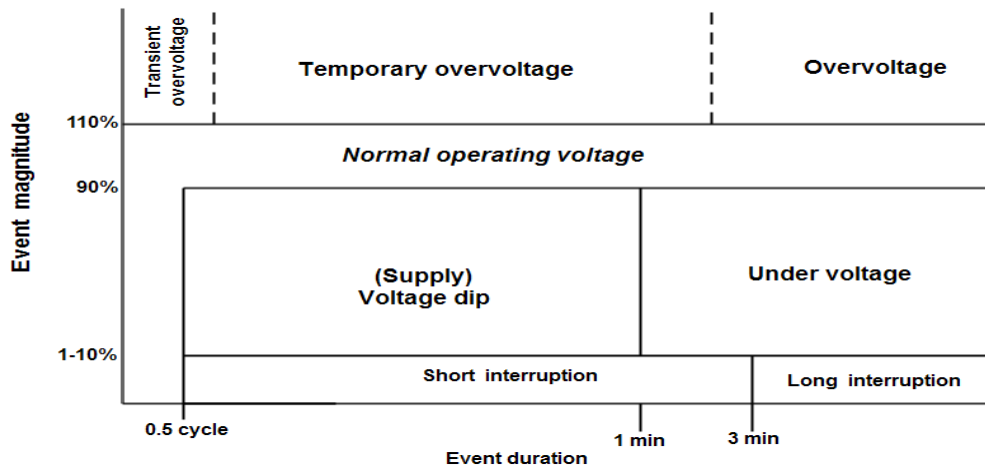 Transient
overvoltage
Temporary overvoltage
Overvoltage
110%
Normal operating voltage
90%
Event magnitude
(Supply)
Voltage dip
Under voltage
1-10%
Short interruption
Long interruption
0.5 cycle
1 min
3 min
Event duration